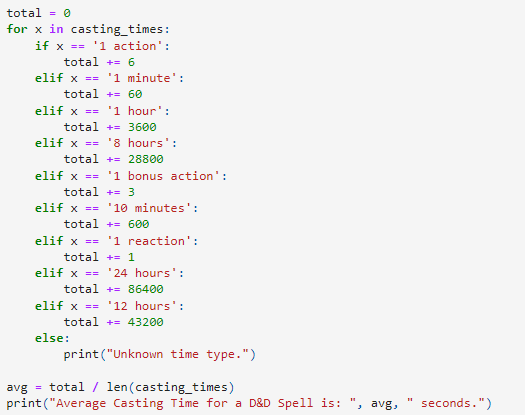 total = 0
for x in casting_times:
    if x == '1 action':
        total += 6
    elif x == '1 minute':
        total += 60
    elif x == '1 hour':
        total += 3600
    elif x == '8 hours':
        total += 28800
    elif x == '1 bonus action':
        total += 3
    elif x == '10 minutes':
        total += 600
    elif x == '1 reaction':
        total += 1
    elif x == '24 hours':
        total += 86400
    elif x == '12 hours':
        total += 43200
    else:
        print("Unknown time type.")

avg = total / len(casting_times)
print("Average Casting Time for a D&D Spell is: ", avg, " seconds.")